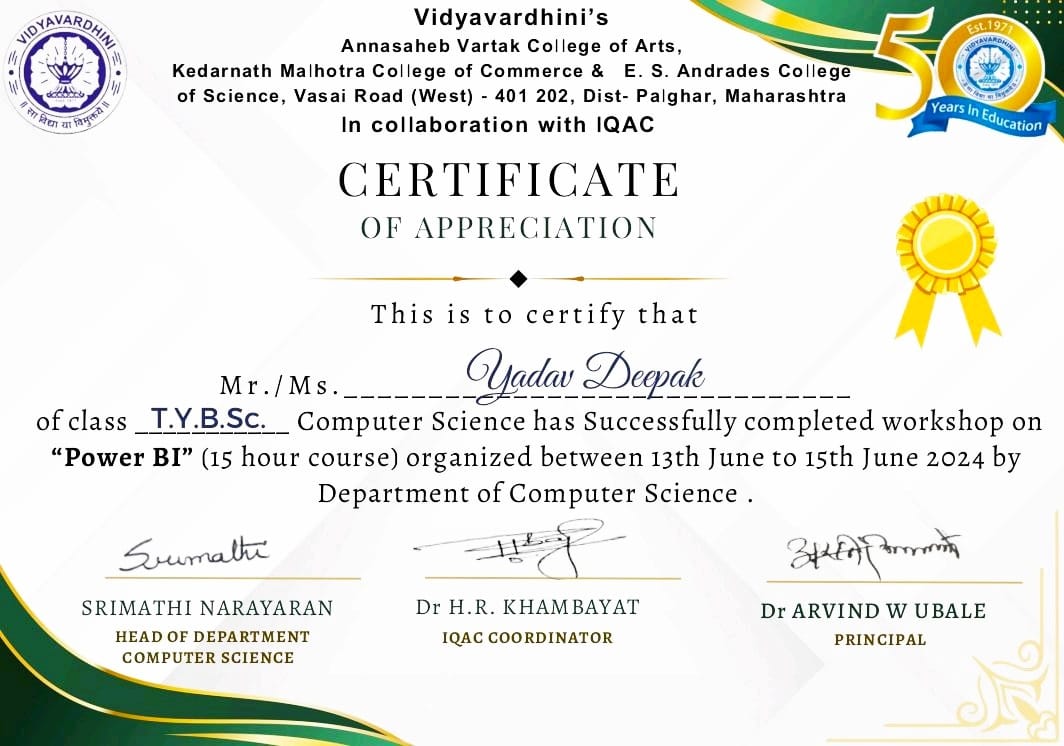 Vidyavardhini's
Annasaheb Vartak College of Arts,
Kedarnath Malhotra College of Commerce & E. S. Andrades College
of Science, Vasai Road (West) - 401 202, Dist- Palghar, Maharashtra
In collaboration with IQAC
VIDYAVARDHINI
॥ सा विद्या या विमुक्तये ॥
50
Est.1971
VIDYAVARDHINI
Years In Education
CERTIFICATE
OF APPRECIATION
This is to certify that
Mr./Ms. Yadav Deepak
of class T.Y.B.Sc. Computer Science has Successfully completed workshop on
“Power BI” (15 hour course) organized between 13th June to 15th June 2024 by
Department of Computer Science .
Srimathi
SRIMATHI NARAYARAN
HEAD OF DEPARTMENT
COMPUTER SCIENCE
Dr H.R. KHAMBAYAT
IQAC COORDINATOR
Dr ARVIND W UBALE
PRINCIPAL